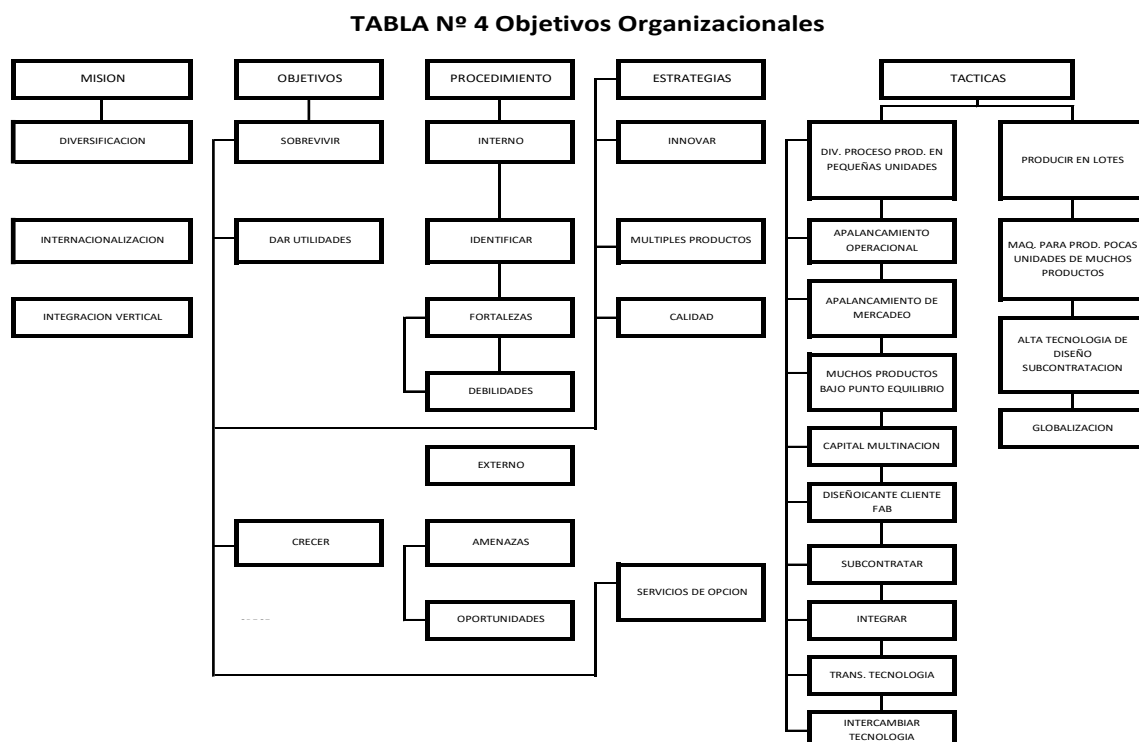 TABLA Nº 4 Objetivos Organizacionales
MISION
DIVERSIFICACION
INTERNACIONALIZACION
INTEGRACION VERTICAL
OBJETIVOS
SOBREVIVIR
DAR UTILIDADES
CRECER
PROCEDIMIENTO
INTERNO
IDENTIFICAR
FORTALEZAS
DEBILIDADES
EXTERNO
AMENAZAS
OPORTUNIDADES
ESTRATEGIAS
INNOVAR
MULTIPLES PRODUCTOS
CALIDAD
SERVICIOS DE OPCION
TACTICAS
DIV. PROCESO PROD. EN
PEQUEÑAS UNIDADES
APALANCAMIENTO
OPERACIONAL
APALANCAMIENTO DE
MERCADEO
MUCHOS PRODUCTOS
BAJO PUNTO EQUILIBRIO
CAPITAL MULTINACION
DISEÑOICANTE CLIENTE
FAB
SUBCONTRATAR
INTEGRAR
TRANS. TECNOLOGIA
INTERCAMBIAR
TECNOLOGIA
PRODUCIR EN LOTES
MAQ. PARA PROD. POCAS
UNIDADES DE MUCHOS
PRODUCTOS
ALTA TECNOLOGIA DE
DISEÑO
SUBCONTRATACION
GLOBALIZACION